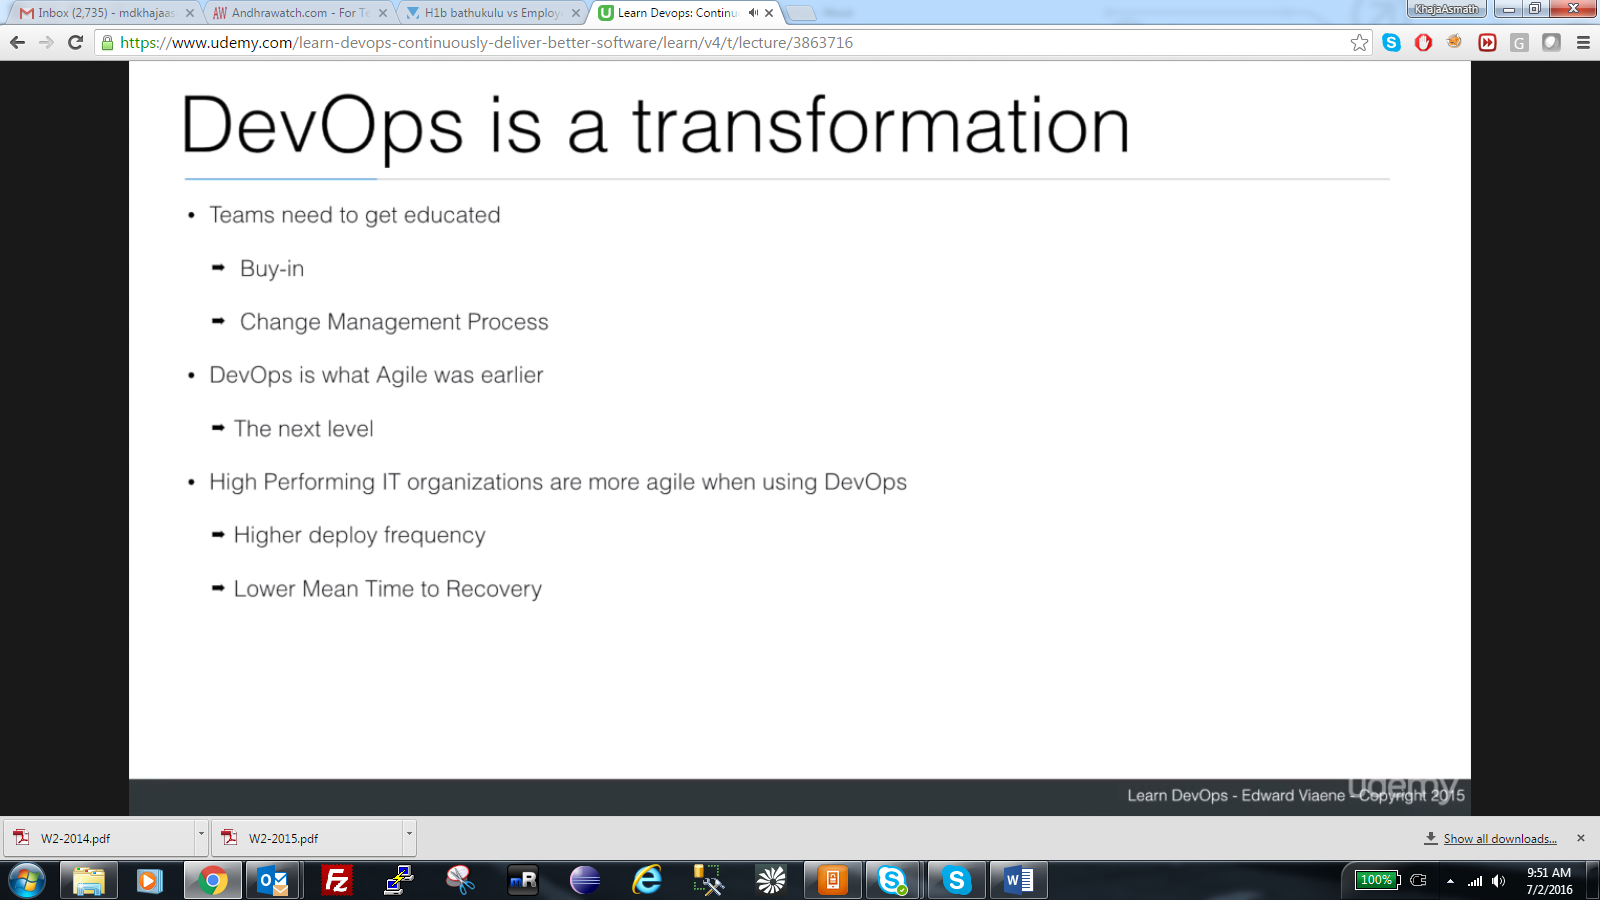 Inbox (2,735) - mdkhajaas
Andhrawatch.com - For Te
H1b bathukulu vs Employ
Learn Devops: Continu
KhajaAsmath
https://www.udemy.com/learn-devops-continuously-deliver-better-software/learn/v4/t/lecture/3863716
DevOps is a transformation
• Teams need to get educated
➡ Buy-in
➡ Change Management Process
• DevOps is what Agile was earlier
➡ The next level
• High Performing IT organizations are more agile when using DevOps
➡ Higher deploy frequency
➡ Lower Mean Time to Recovery
udemy
Learn DevOps - Edward Viaene - Copyright 2015
W2-2014.pdf
W2-2015.pdf
Show all downloads...
100%
9:51 AM
7/2/2016